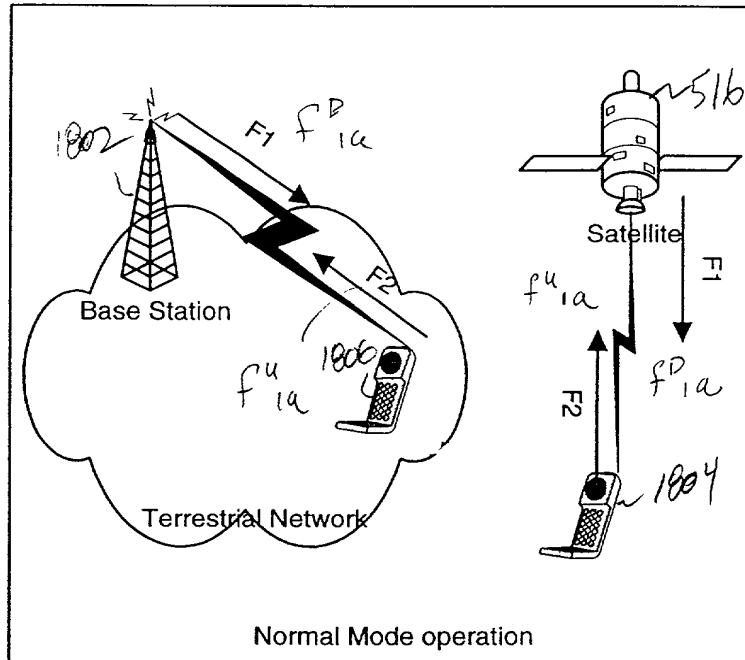 516
1802
F1 f^D_1a
Satellite
Base Station
F2
F1
f^u_1a
1806
f^u_1a
f^D_1a
F2
1804
Terrestrial Network
Normal Mode operation